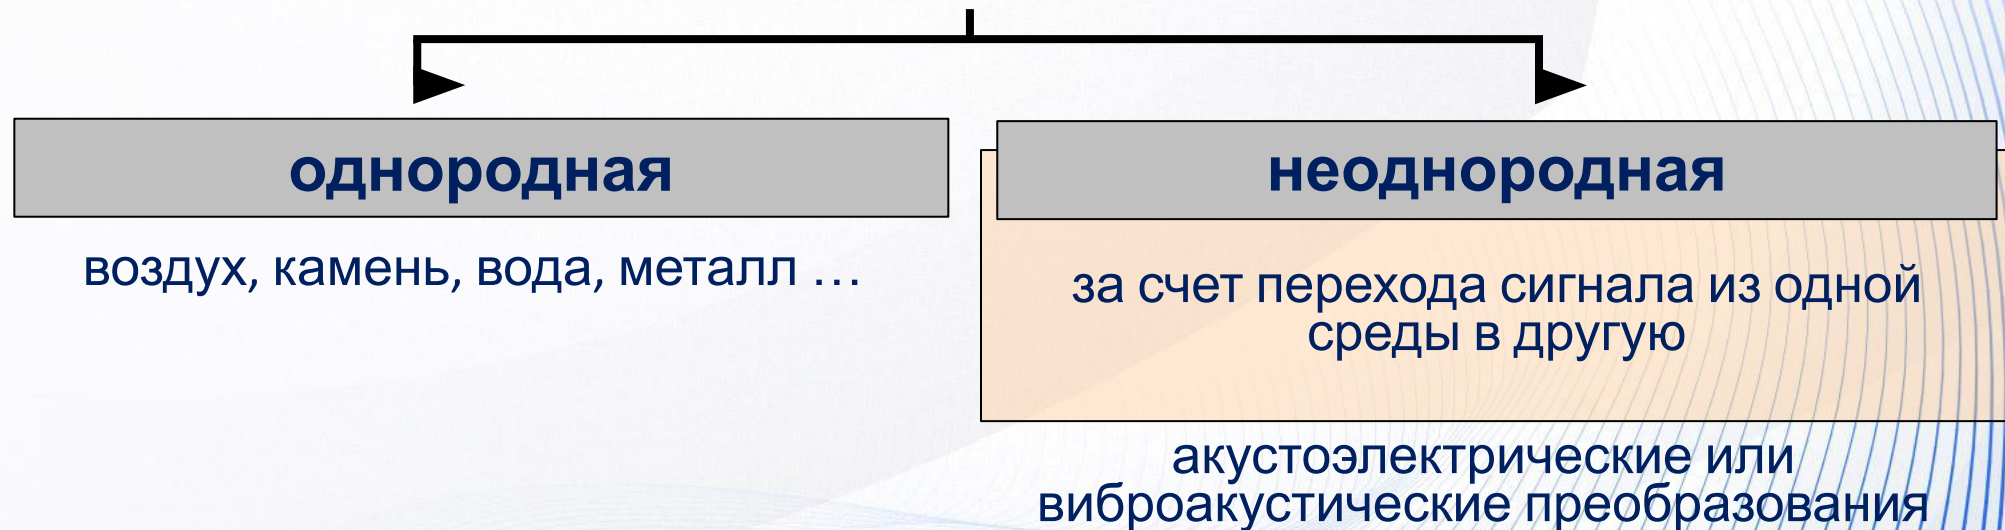 однородная
воздух, камень, вода, металл …
неоднородная
за счет перехода сигнала из одной
среды в другую
акустоэлектрические или
виброакустические преобразования